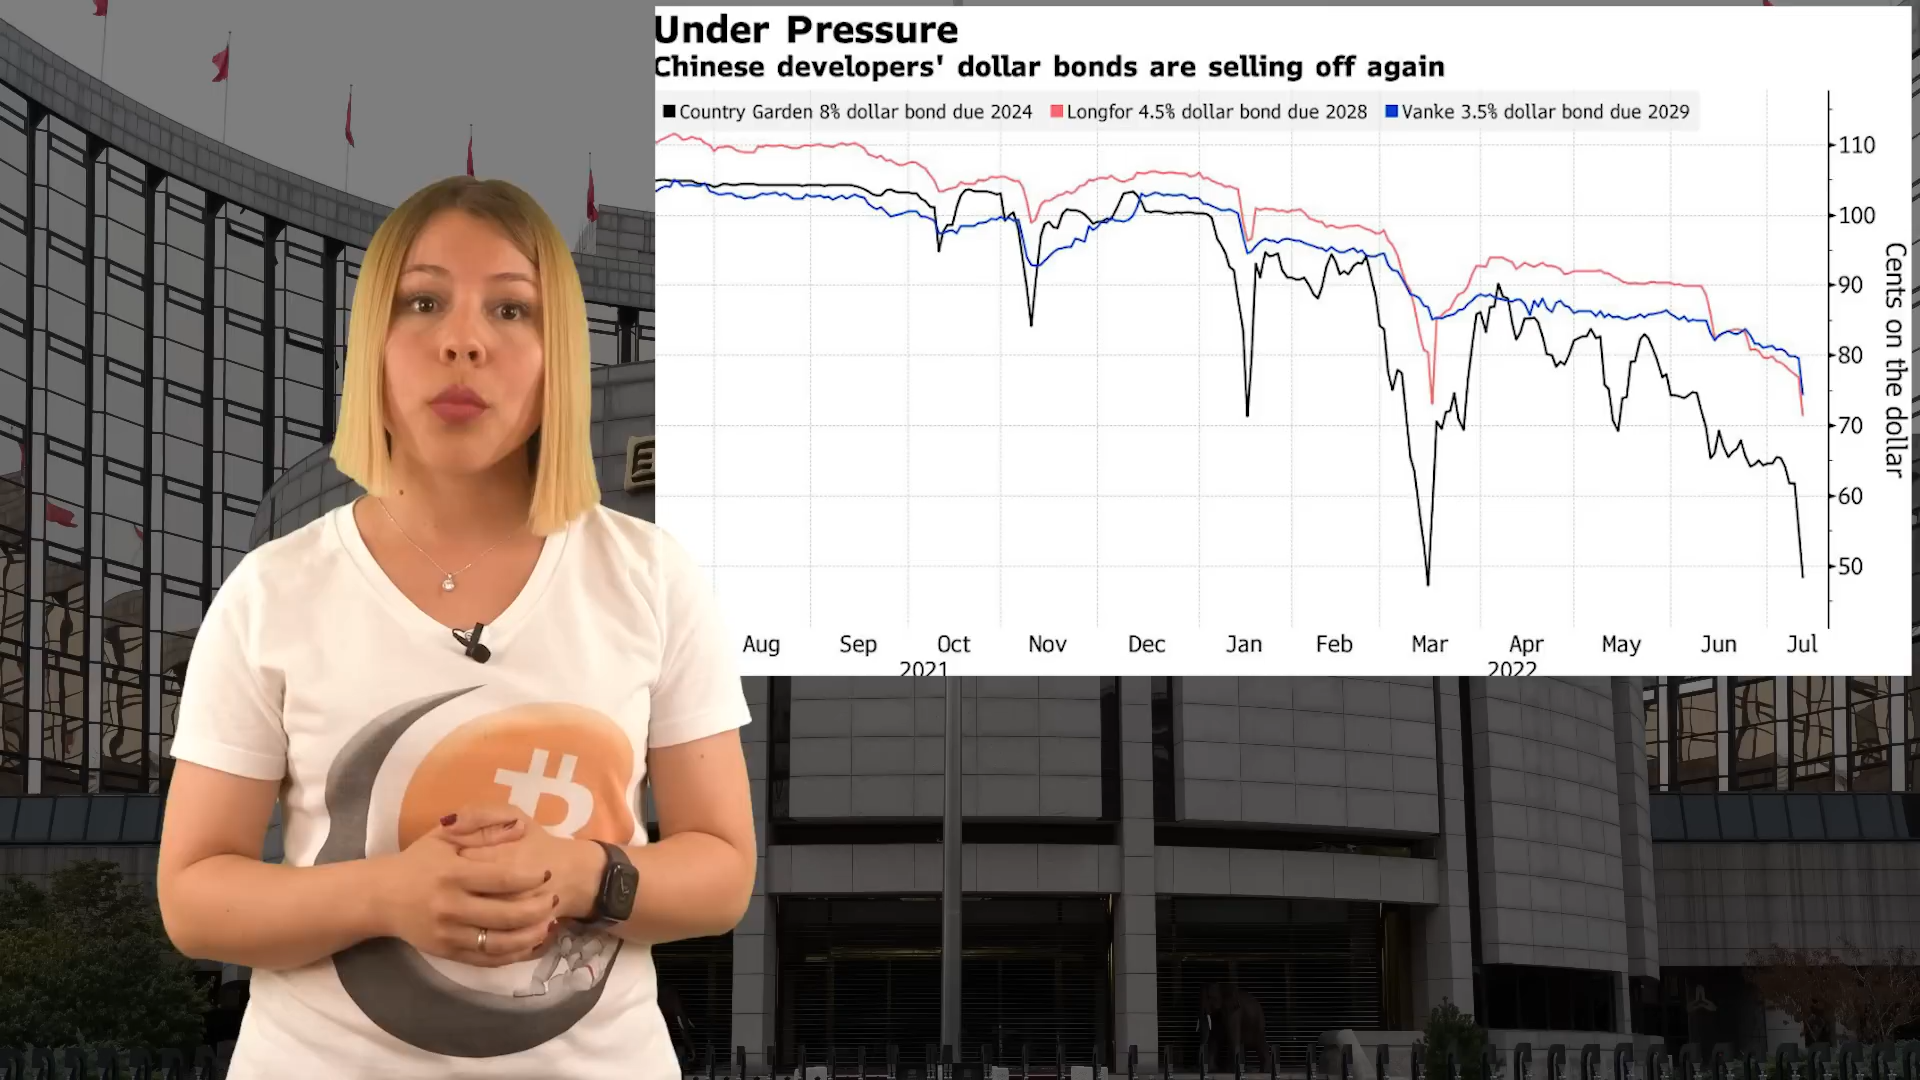 Under Pressure
Chinese developers' dollar bonds are selling off again
Country Garden 8% dollar bond due 2024 Longfor 4.5% dollar bond due 2028 Vanke 3.5% dollar bond due 2029
110
100
90
80
70
60
50
Cents on the dollar
Aug Sep Oct Nov Dec Jan Feb Mar Apr May Jun Jul
2021 2022